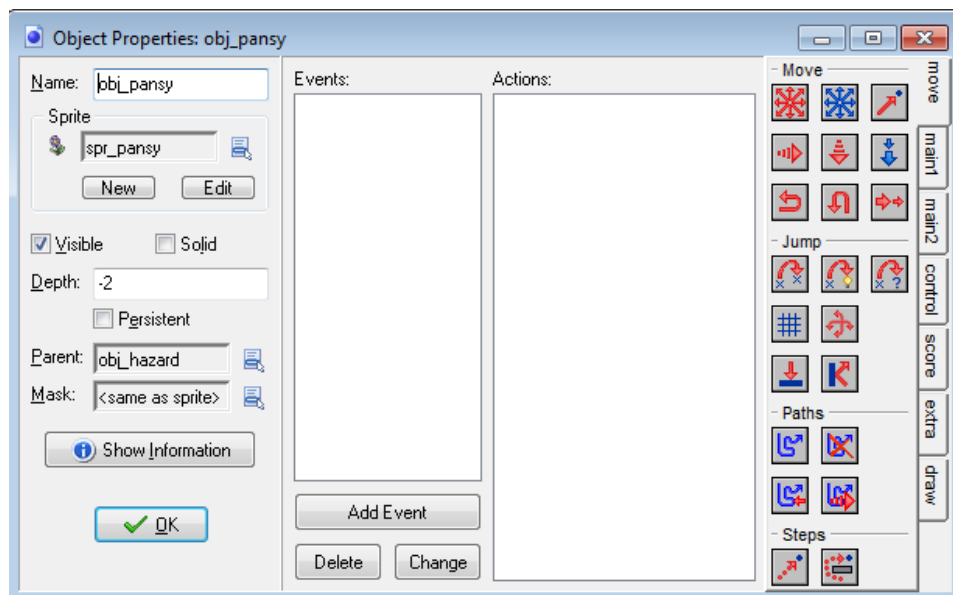 Object Properties: obj_pansy
Name: obj_pansy
Sprite
spr_pansy
New Edit
Visible Solid
Depth: -2
Persistent
Parent: obj_hazard
Mask: <same as sprite>
Show Information
OK
Events:
Add Event
Delete Change
Actions:
Move
Jump
Paths
Steps
move
main1
main2
control
score
extra
draw